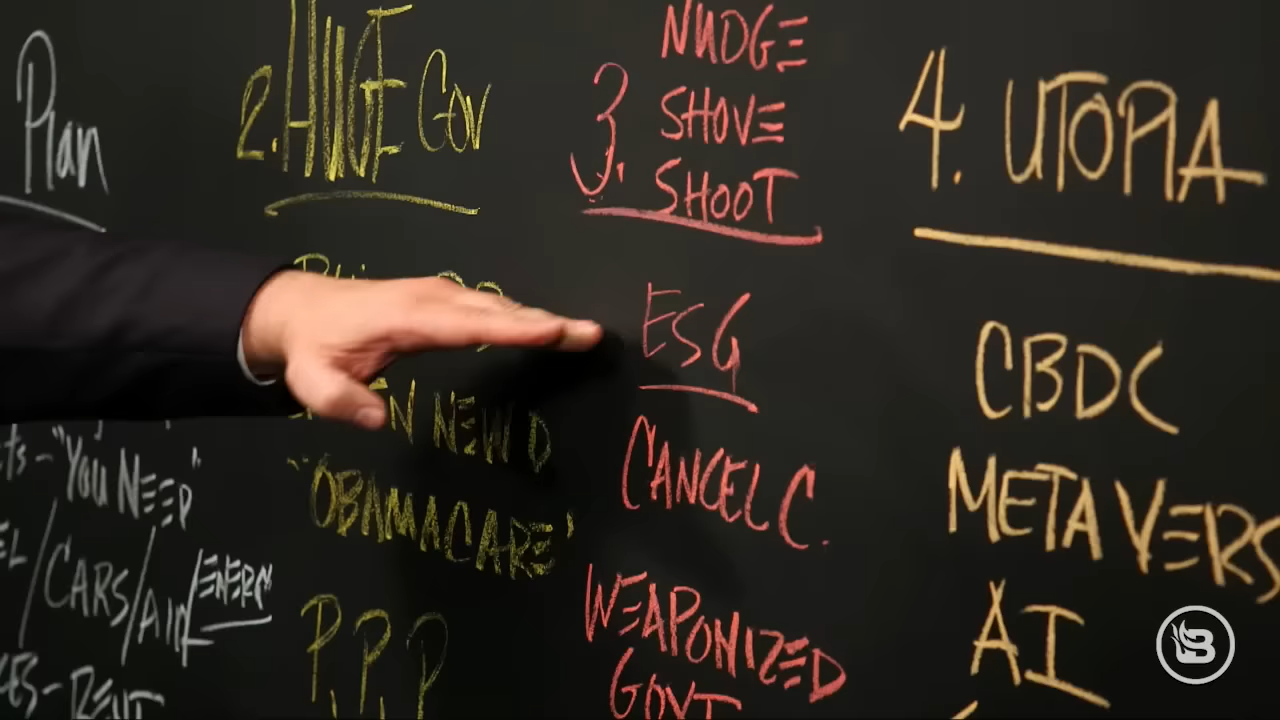 Plan
2. HUGE GOV
3. NUDGE
SHOVE
SHOOT
4. UTOPIA
"YOU NEED"
/CARS/AIR/ENERGY
RENT
NEW D
"OBAMACARE"
P.P.P
ESG
CANCEL C.
WEAPONIZED
GOVT
CBDC
METAVERS
AI
B